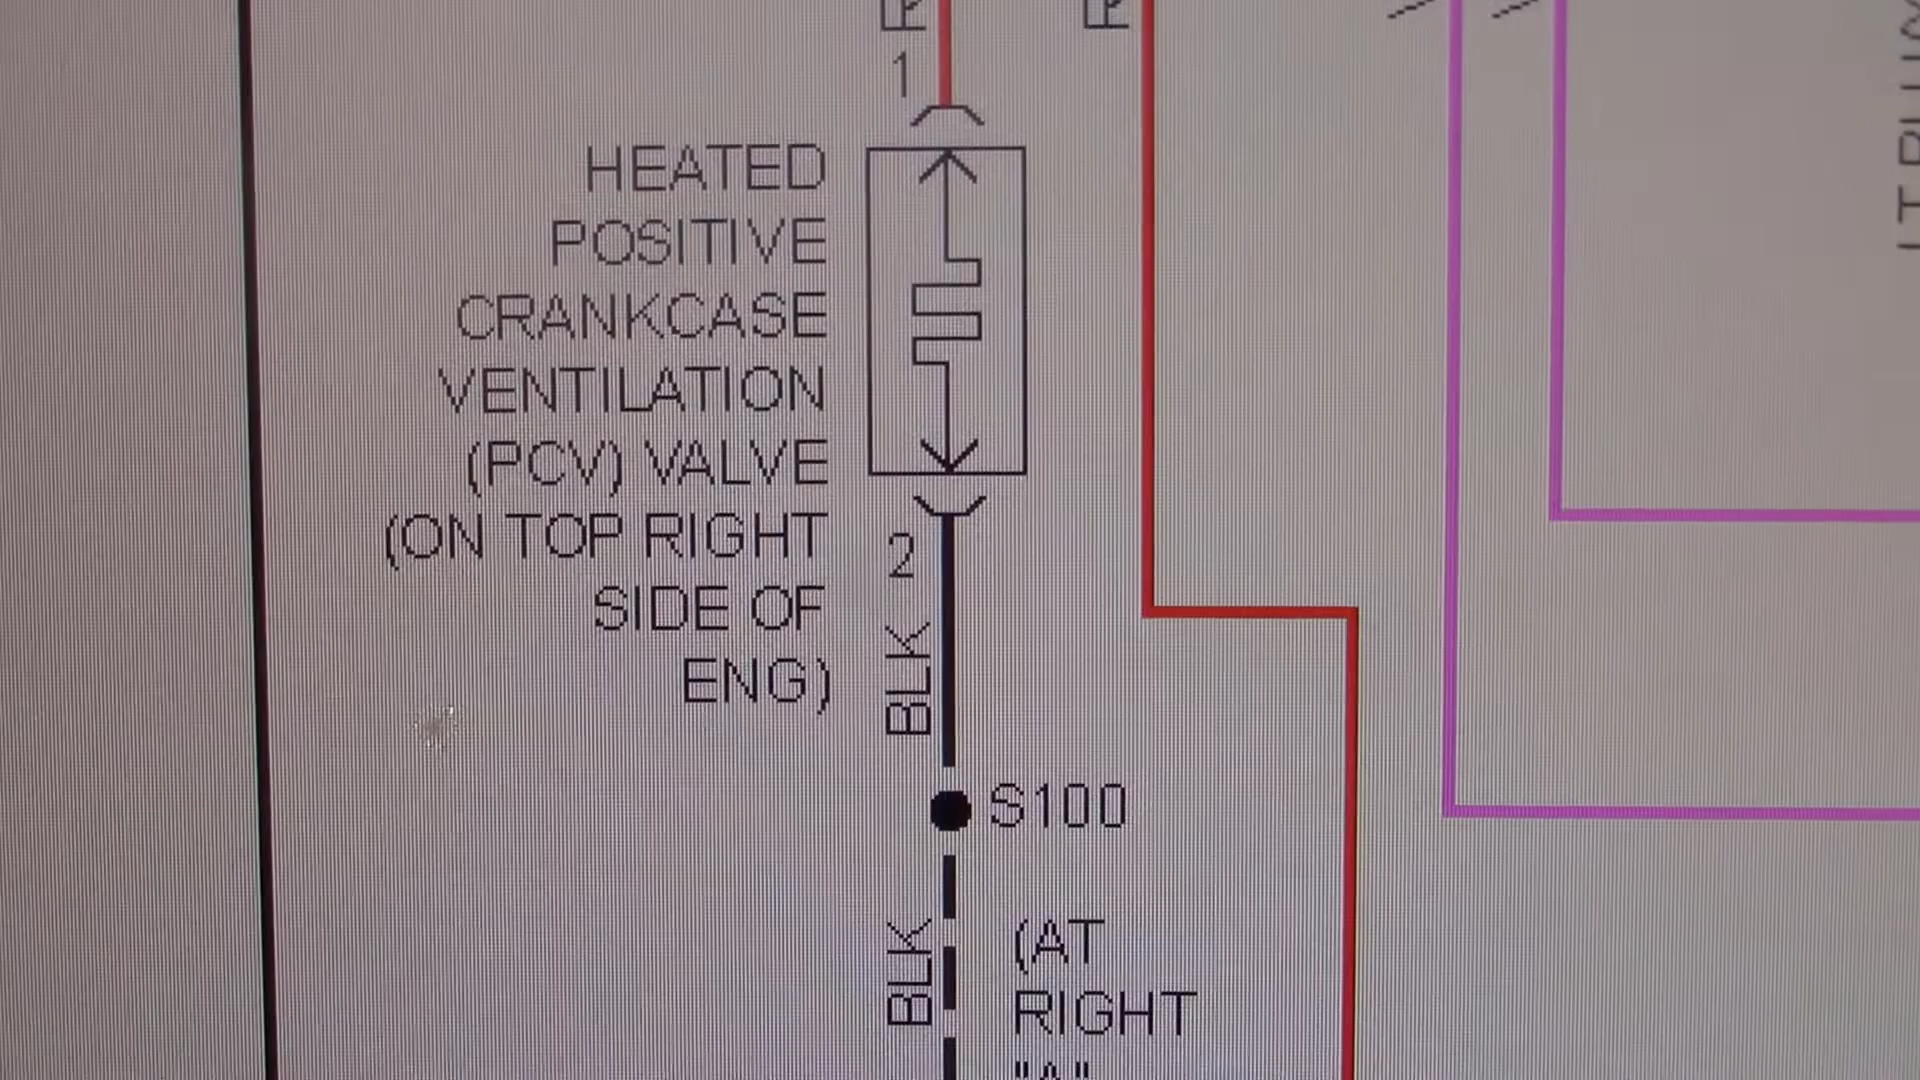 1
HEATED
POSITIVE
CRANKCASE
VENTILATION
(PCV) VALVE
(ON TOP RIGHT
SIDE OF
ENG)
2
BLK
S100
BLK
(AT
RIGHT
"A"